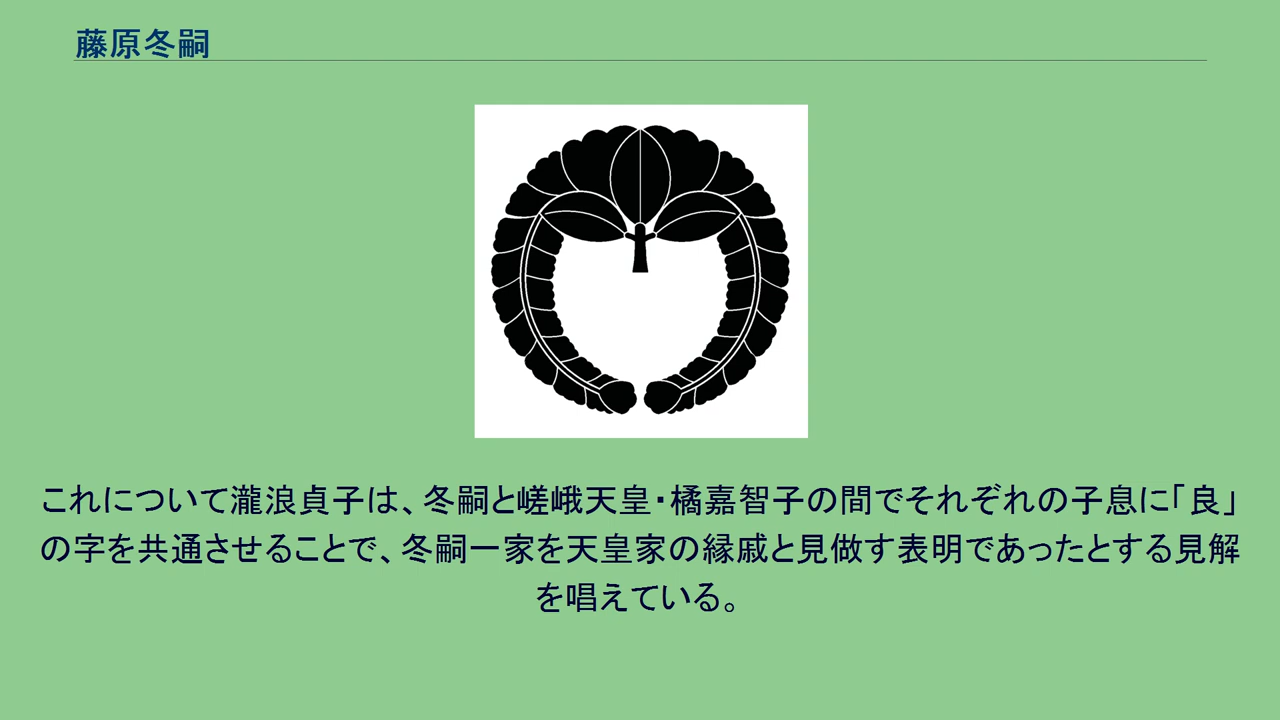 藤原冬嗣
これについて瀧浪貞子は、冬嗣と嵯峨天皇・橘嘉智子の間でそれぞれの子息に「良」
の字を共通させることで、冬嗣一家を天皇家の縁戚と見做す表明であったとする見解
を唱えている。